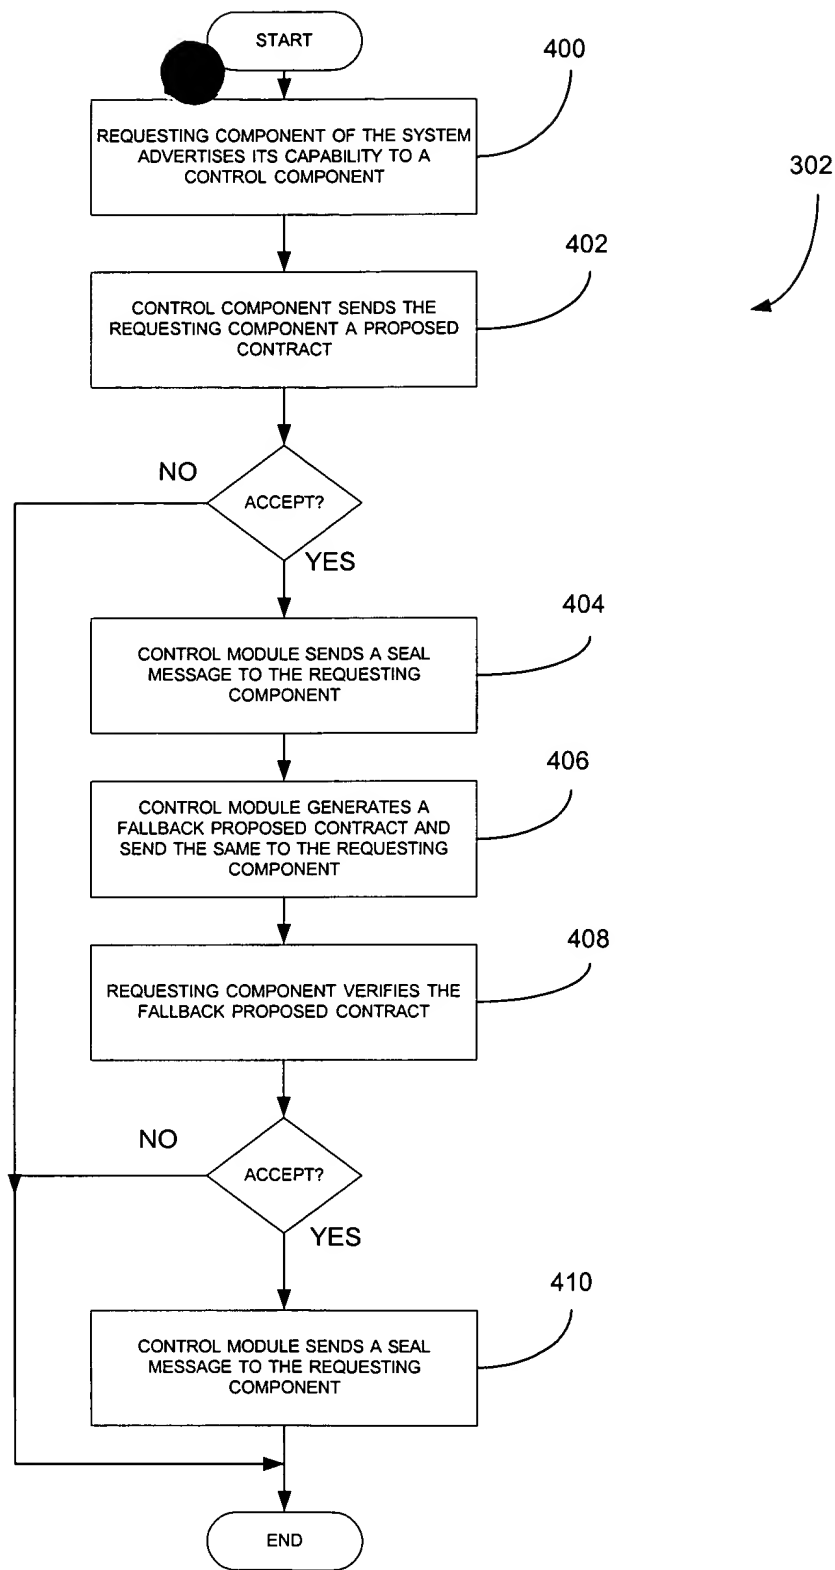 START
400
REQUESTING COMPONENT OF THE SYSTEM
ADVERTISES ITS CAPABILITY TO A
CONTROL COMPONENT
302
402
CONTROL COMPONENT SENDS THE
REQUESTING COMPONENT A PROPOSED
CONTRACT
NO
ACCEPT?
YES
404
CONTROL MODULE SENDS A SEAL
MESSAGE TO THE REQUESTING
COMPONENT
406
CONTROL MODULE GENERATES A
FALLBACK PROPOSED CONTRACT AND
SEND THE SAME TO THE REQUESTING
COMPONENT
408
REQUESTING COMPONENT VERIFIES THE
FALLBACK PROPOSED CONTRACT
NO
ACCEPT?
YES
410
CONTROL MODULE SENDS A SEAL
MESSAGE TO THE REQUESTING
COMPONENT
END